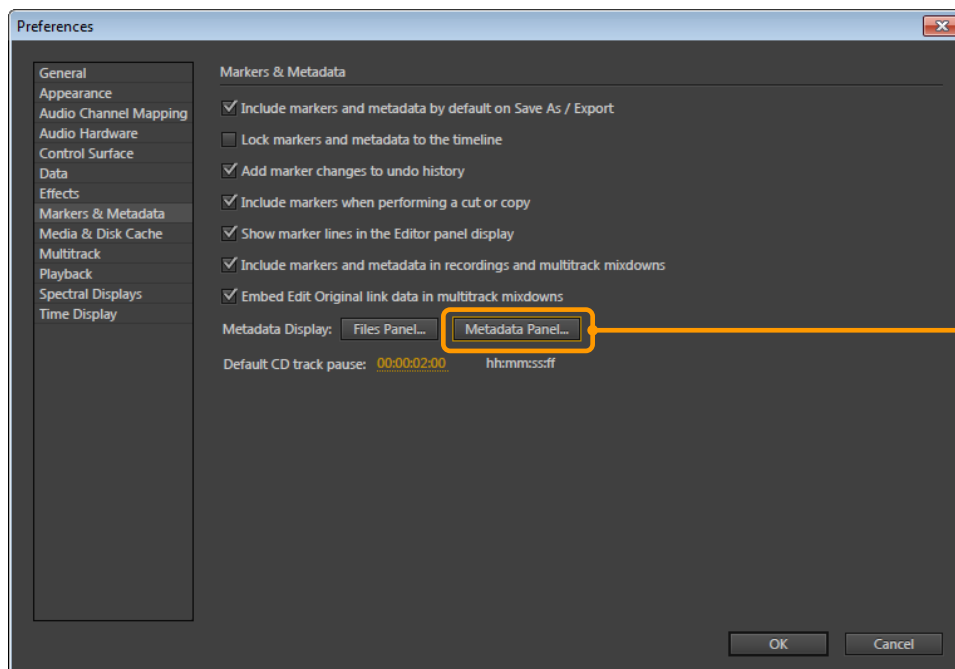 Preferences
General
Appearance
Audio Channel Mapping
Audio Hardware
Control Surface
Data
Effects
Markers & Metadata
Media & Disk Cache
Multitrack
Playback
Spectral Displays
Time Display
Markers & Metadata
Include markers and metadata by default on Save As / Export
Lock markers and metadata to the timeline
Add marker changes to undo history
Include markers when performing a cut or copy
Show marker lines in the Editor panel display
Include markers and metadata in recordings and multitrack mixdowns
Embed Edit Original link data in multitrack mixdowns
Metadata Display: Files Panel... Metadata Panel...
Default CD track pause: 00:00:02:00 hh:mm:ss:ff
OK Cancel